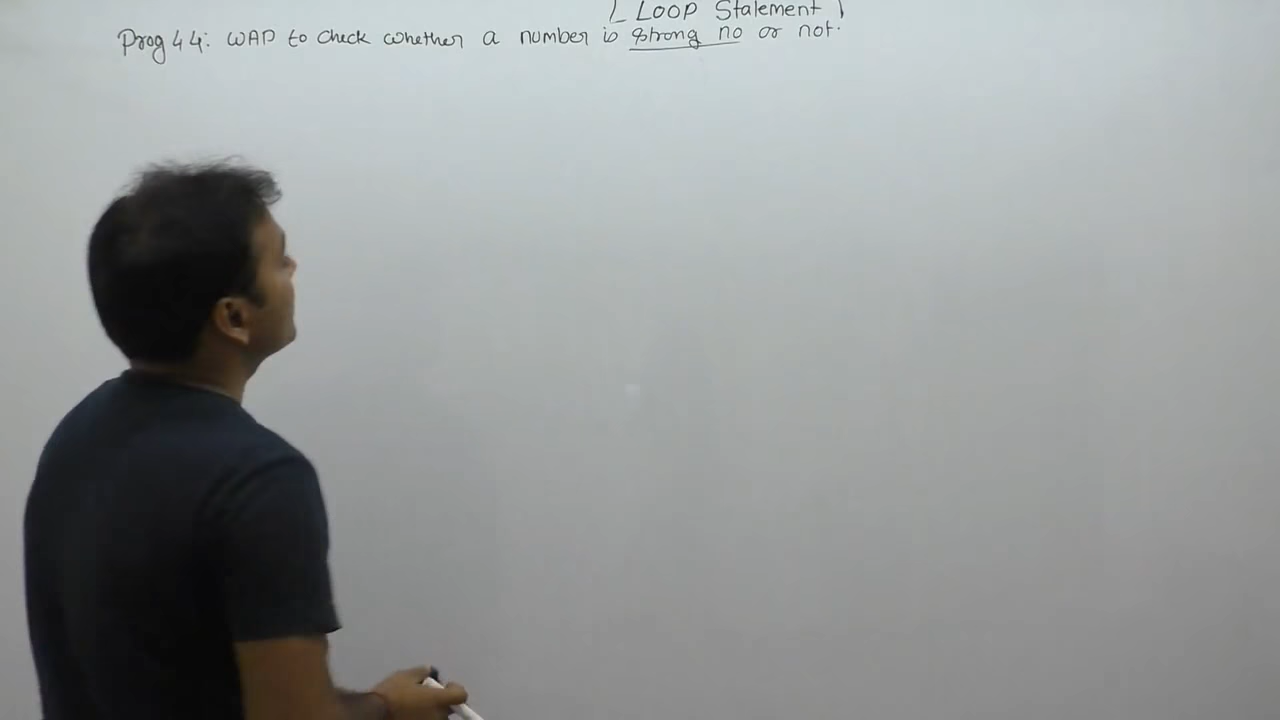 ( LOOP Statement )
Prog 44: WAP to check whether a number is strong no or not.